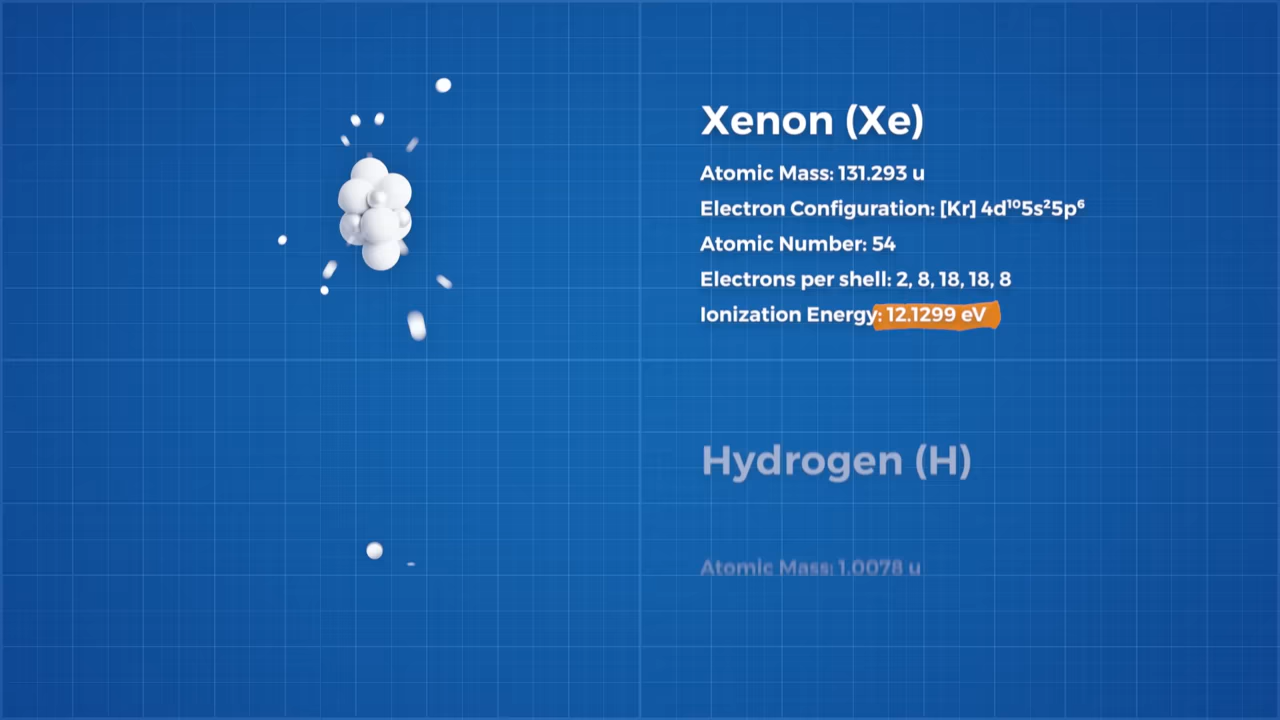 Xenon (Xe)
Atomic Mass: 131.293 u
Electron Configuration: [Kr] 4d¹⁰5s²5p⁶
Atomic Number: 54
Electrons per shell: 2, 8, 18, 18, 8
Ionization Energy: 12.1299 eV
Hydrogen (H)
Atomic Mass: 1.0078 u